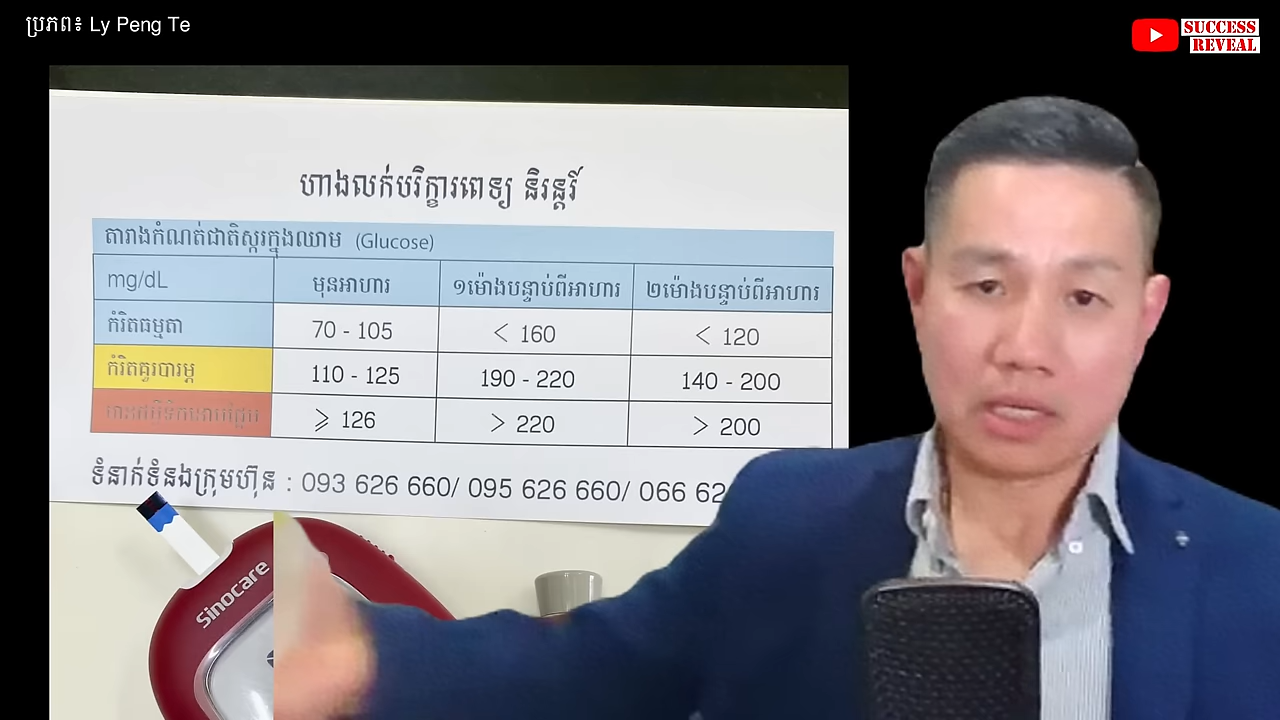 ប្រភព៖ Ly Peng Te
SUCCESS
REVEAL
ហាងលក់បរិក្ខារពេទ្យ និរន្តរ៍
តារាងកំណត់ជាតិស្ករក្នុងឈាម (Glucose)
mg/dL មុនអាហារ ១ម៉ោងបន្ទាប់ពីអាហារ ២ម៉ោងបន្ទាប់ពីអាហារ
កំរិតធម្មតា 70 - 105 < 160 < 120
កំរិតគួរបារម្ភ 110 - 125 190 - 220 140 - 200
⩾ 126 > 220 > 200
ទំនាក់ទំនងក្រុមហ៊ុន : 093 626 660/ 095 626 660/ 066 62
Sinocare